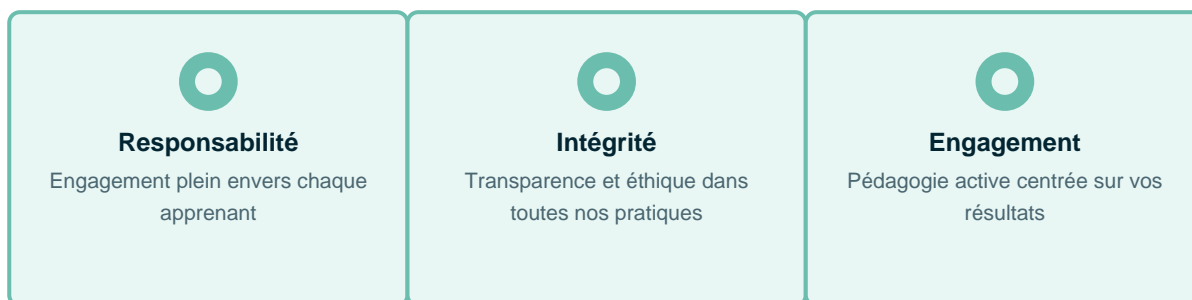 Responsabilité
Engagement plein envers chaque
apprenant
Intégrité
Transparence et éthique dans
toutes nos pratiques
Engagement
Pédagogie active centrée sur vos
résultats